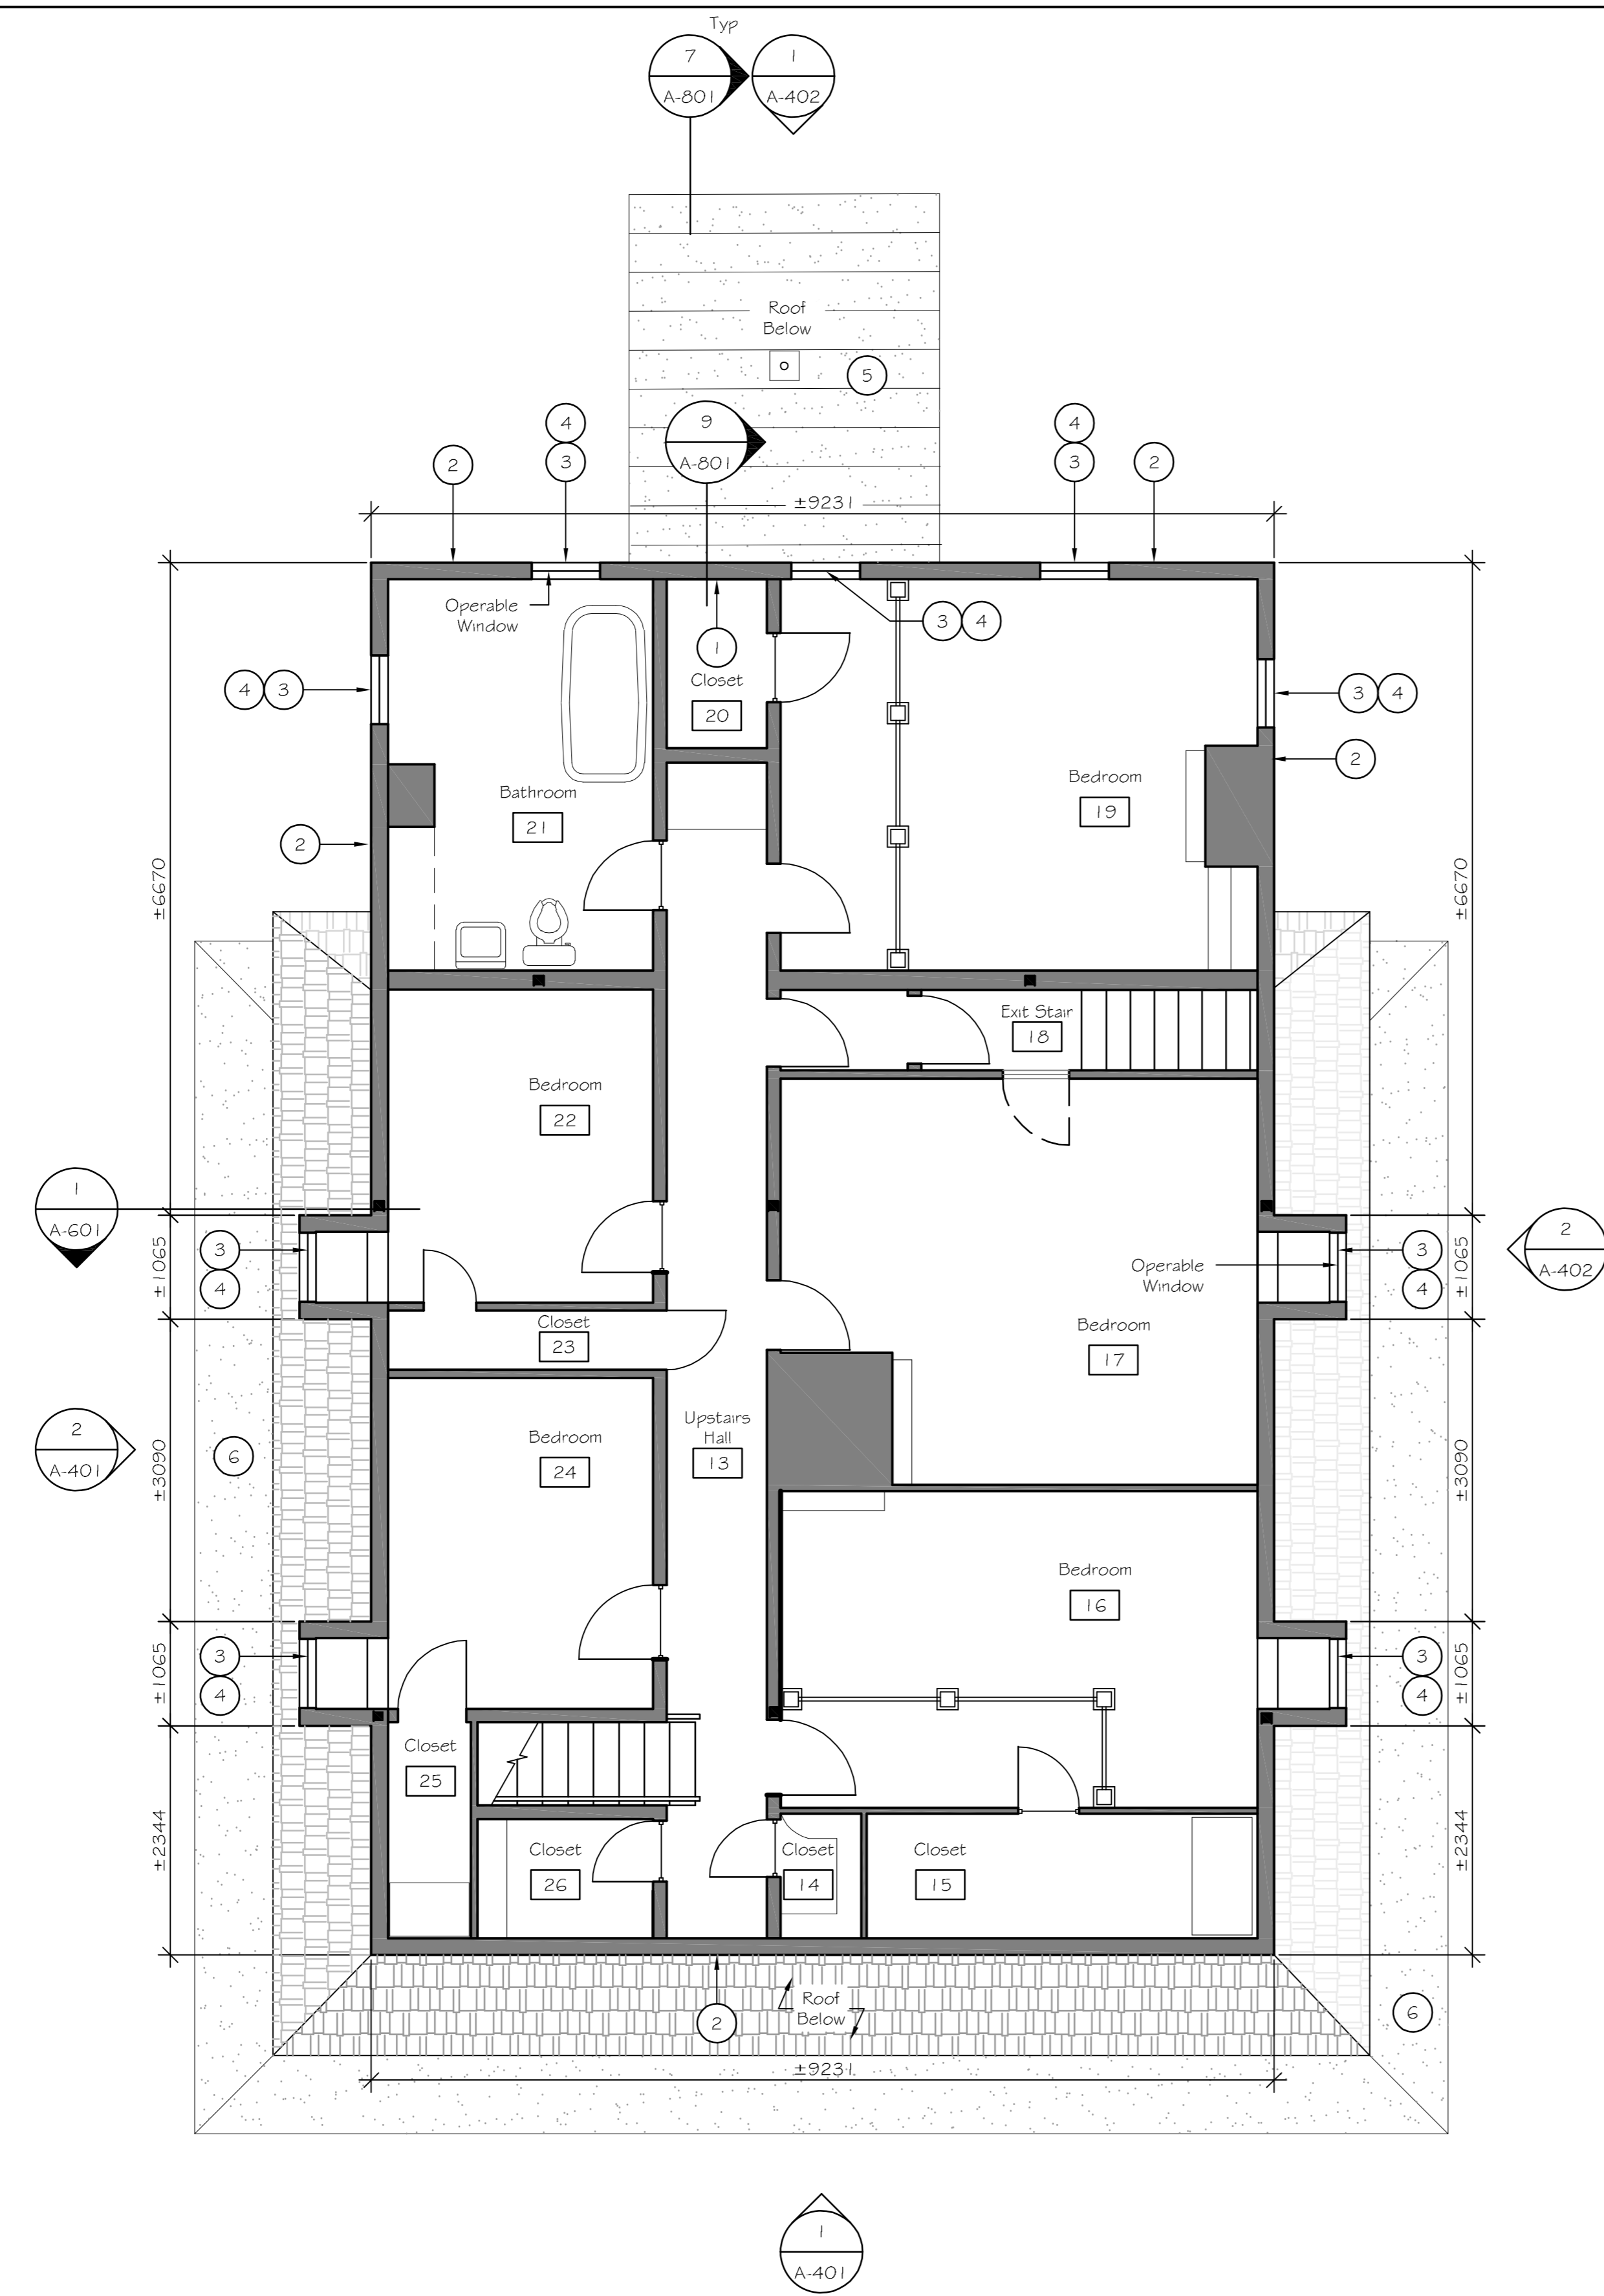 Typ
7
A-801
1
A-402
Roof
Below
5
9
A-801
4
3
2
4
3
2
±9231
Operable
Window
3 4
1
Closet
20
4 3
3 4
2
Bedroom
19
Bathroom
21
2
±6670
±6670
Exit Stair
18
Bedroom
22
1
A-601
3
4
±1065
Operable
Window
3
4
±1065
2
A-402
Closet
23
Bedroom
17
2
A-401
6
±3090
Bedroom
24
Upstairs
Hall
13
±3090
Bedroom
16
3
4
±1065
3
4
±1065
Closet
25
±2344
Closet
26
Closet
14
Closet
15
±2344
2
Roof
Below
6
±9231
1
A-401